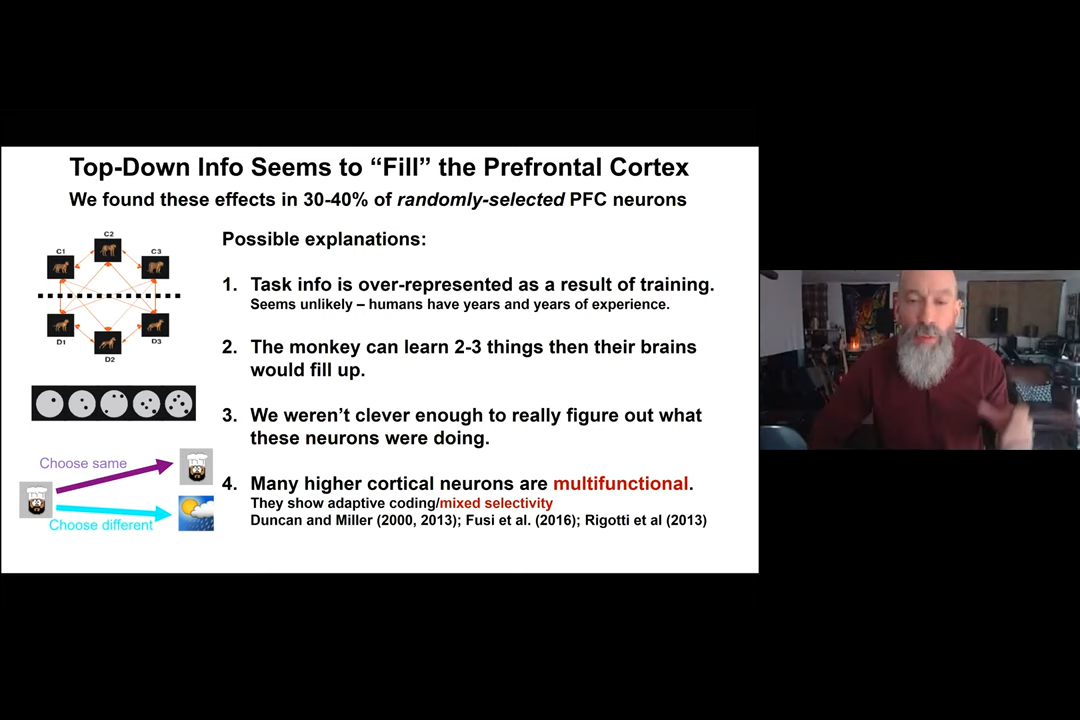 Top-Down Info Seems to “Fill” the Prefrontal Cortex
We found these effects in 30-40% of randomly-selected PFC neurons
C1
C2
C3
D1
D2
D3
Choose same
Choose different
Possible explanations:
1. Task info is over-represented as a result of training.
Seems unlikely – humans have years and years of experience.
2. The monkey can learn 2-3 things then their brains
would fill up.
3. We weren’t clever enough to really figure out what
these neurons were doing.
4. Many higher cortical neurons are multifunctional.
They show adaptive coding/mixed selectivity
Duncan and Miller (2000, 2013); Fusi et al. (2016); Rigotti et al (2013)